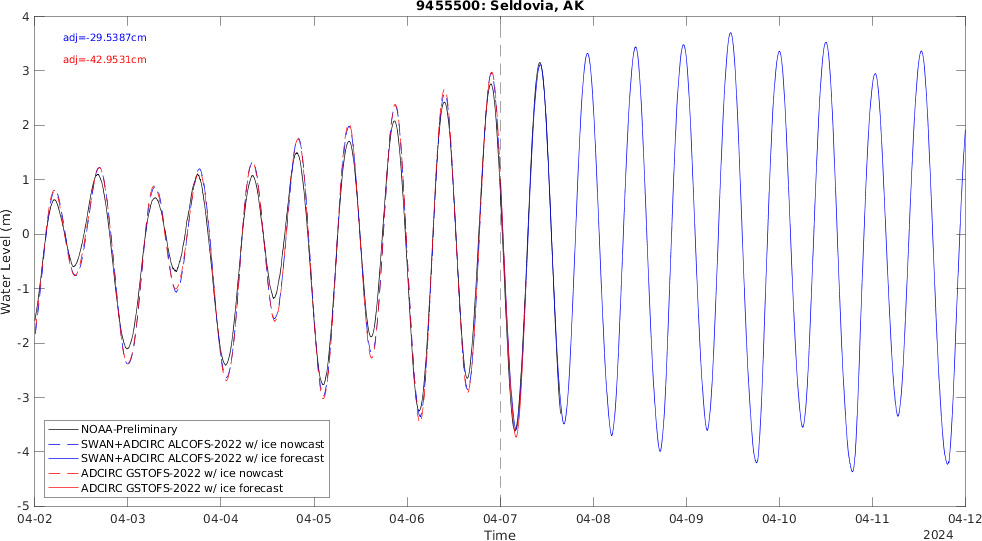 9455500: Seldovia, AK
adj=-29.5387cm
adj=-42.9531cm
4
3
2
1
0
-1
-2
-3
-4
-5
Water Level (m)
NOAA-Preliminary
SWAN+ADCIRC ALCOFS-2022 w/ ice nowcast
SWAN+ADCIRC ALCOFS-2022 w/ ice forecast
ADCIRC GSTOFS-2022 w/ ice nowcast
ADCIRC GSTOFS-2022 w/ ice forecast
04-02 04-03 04-04 04-05 04-06 04-07 04-08 04-09 04-10 04-11 04-12
Time
2024